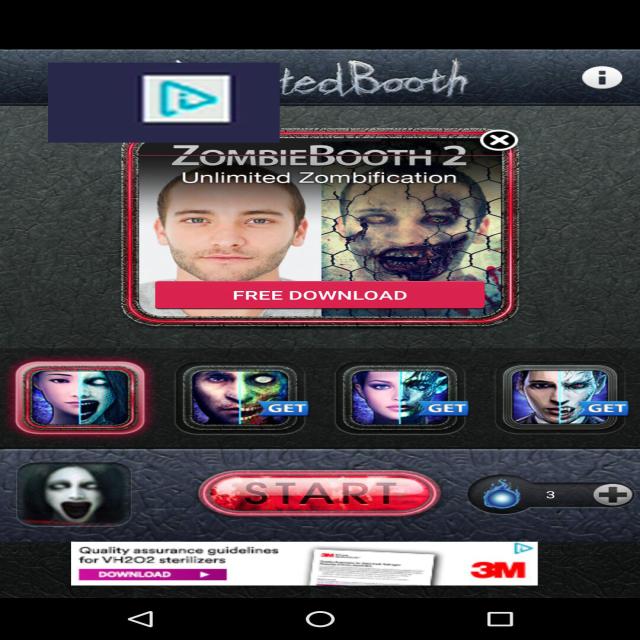 tedBooth
ZOMBIEBOOTH 2
Unlimited Zombification
FREE DOWNLOAD
GET
GET
GET
START
3
Quality assurance guidelines
for VH2O2 sterilizers
DOWNLOAD
3M
3M